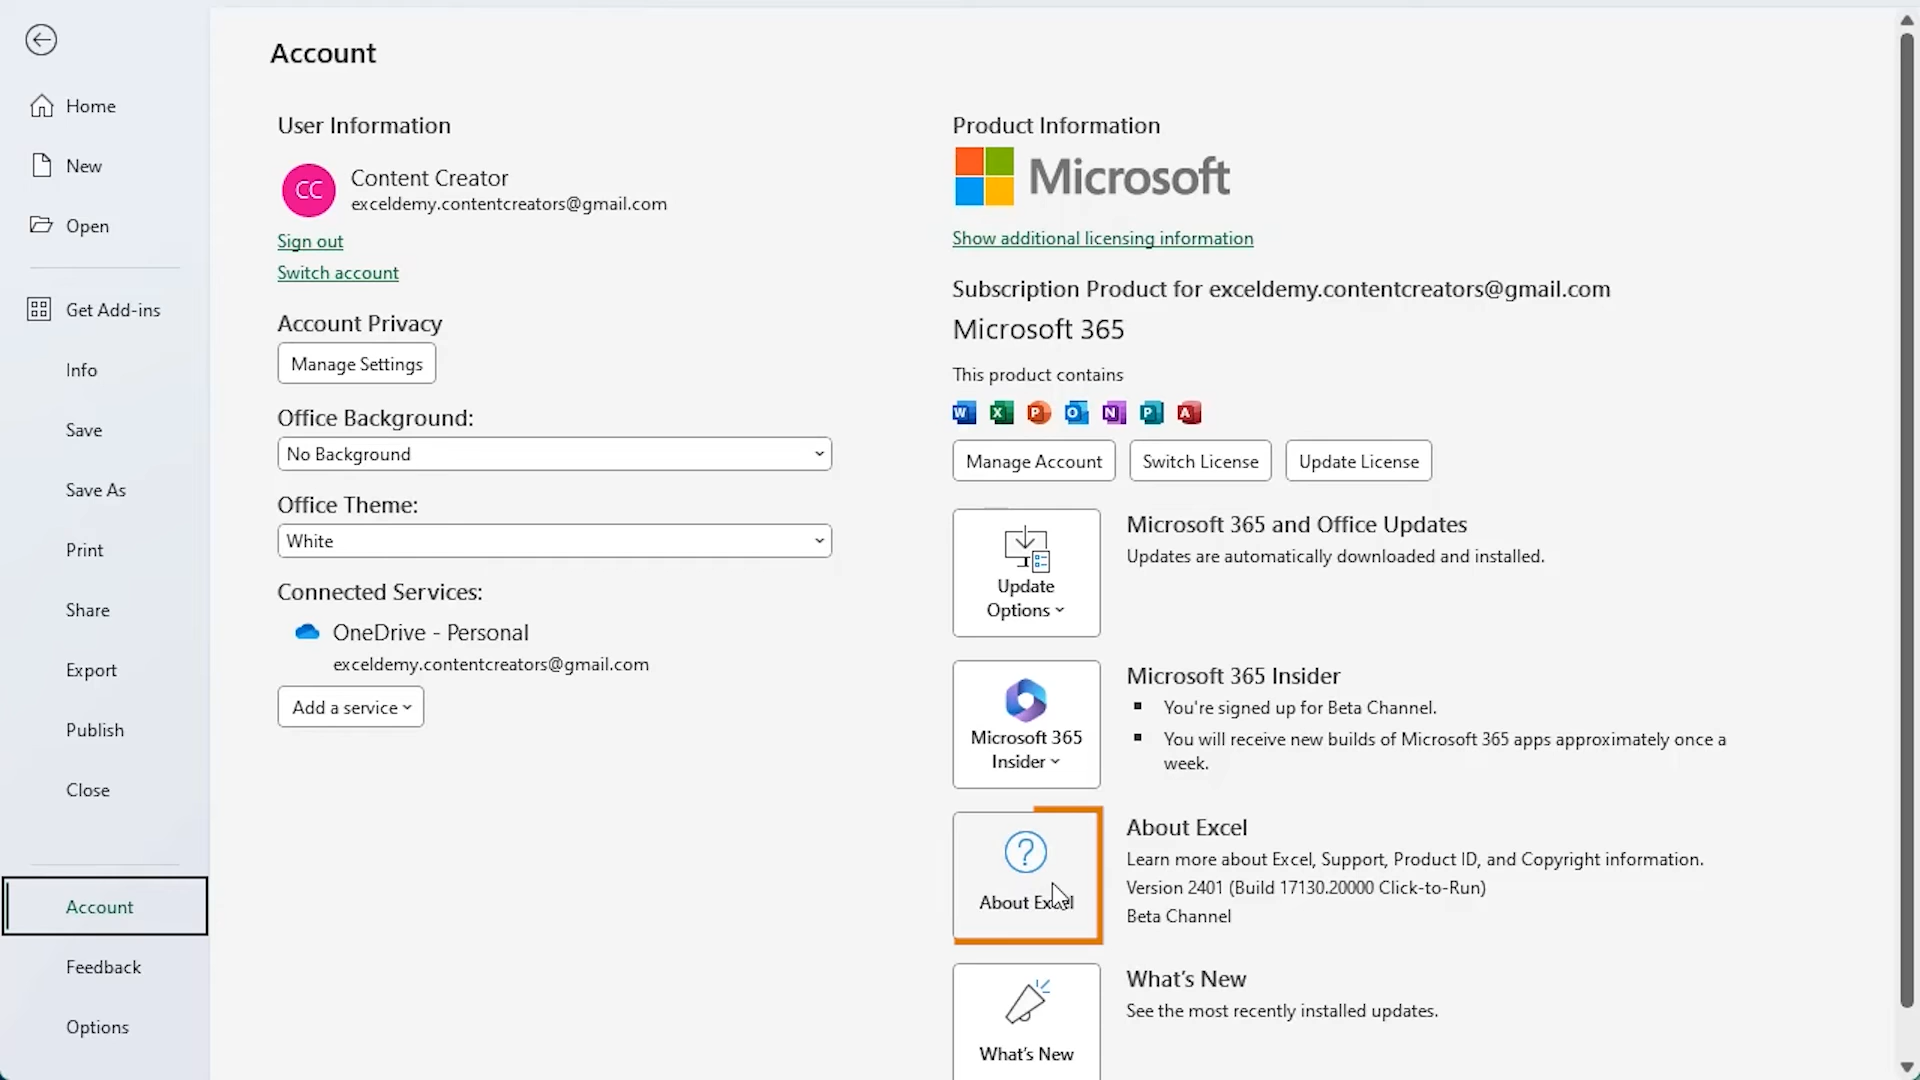 Account
Home
New
Open
Get Add-ins
Info
Save
Save As
Print
Share
Export
Publish
Close
Account
Feedback
Options
User Information
CC
Content Creator
exceldemy.contentcreators@gmail.com
Sign out
Switch account
Account Privacy
Manage Settings
Office Background:
No Background
Office Theme:
White
Connected Services:
OneDrive - Personal
exceldemy.contentcreators@gmail.com
Add a service
Product Information
Microsoft
Show additional licensing information
Subscription Product for exceldemy.contentcreators@gmail.com
Microsoft 365
This product contains
W X P O N P A
Manage Account
Switch License
Update License
Update
Options
Microsoft 365 and Office Updates
Updates are automatically downloaded and installed.
Microsoft 365
Insider
Microsoft 365 Insider
You're signed up for Beta Channel.
You will receive new builds of Microsoft 365 apps approximately once a
week.
?
About Excel
About Excel
Learn more about Excel, Support, Product ID, and Copyright information.
Version 2401 (Build 17130.20000 Click-to-Run)
Beta Channel
What's New
What's New
See the most recently installed updates.